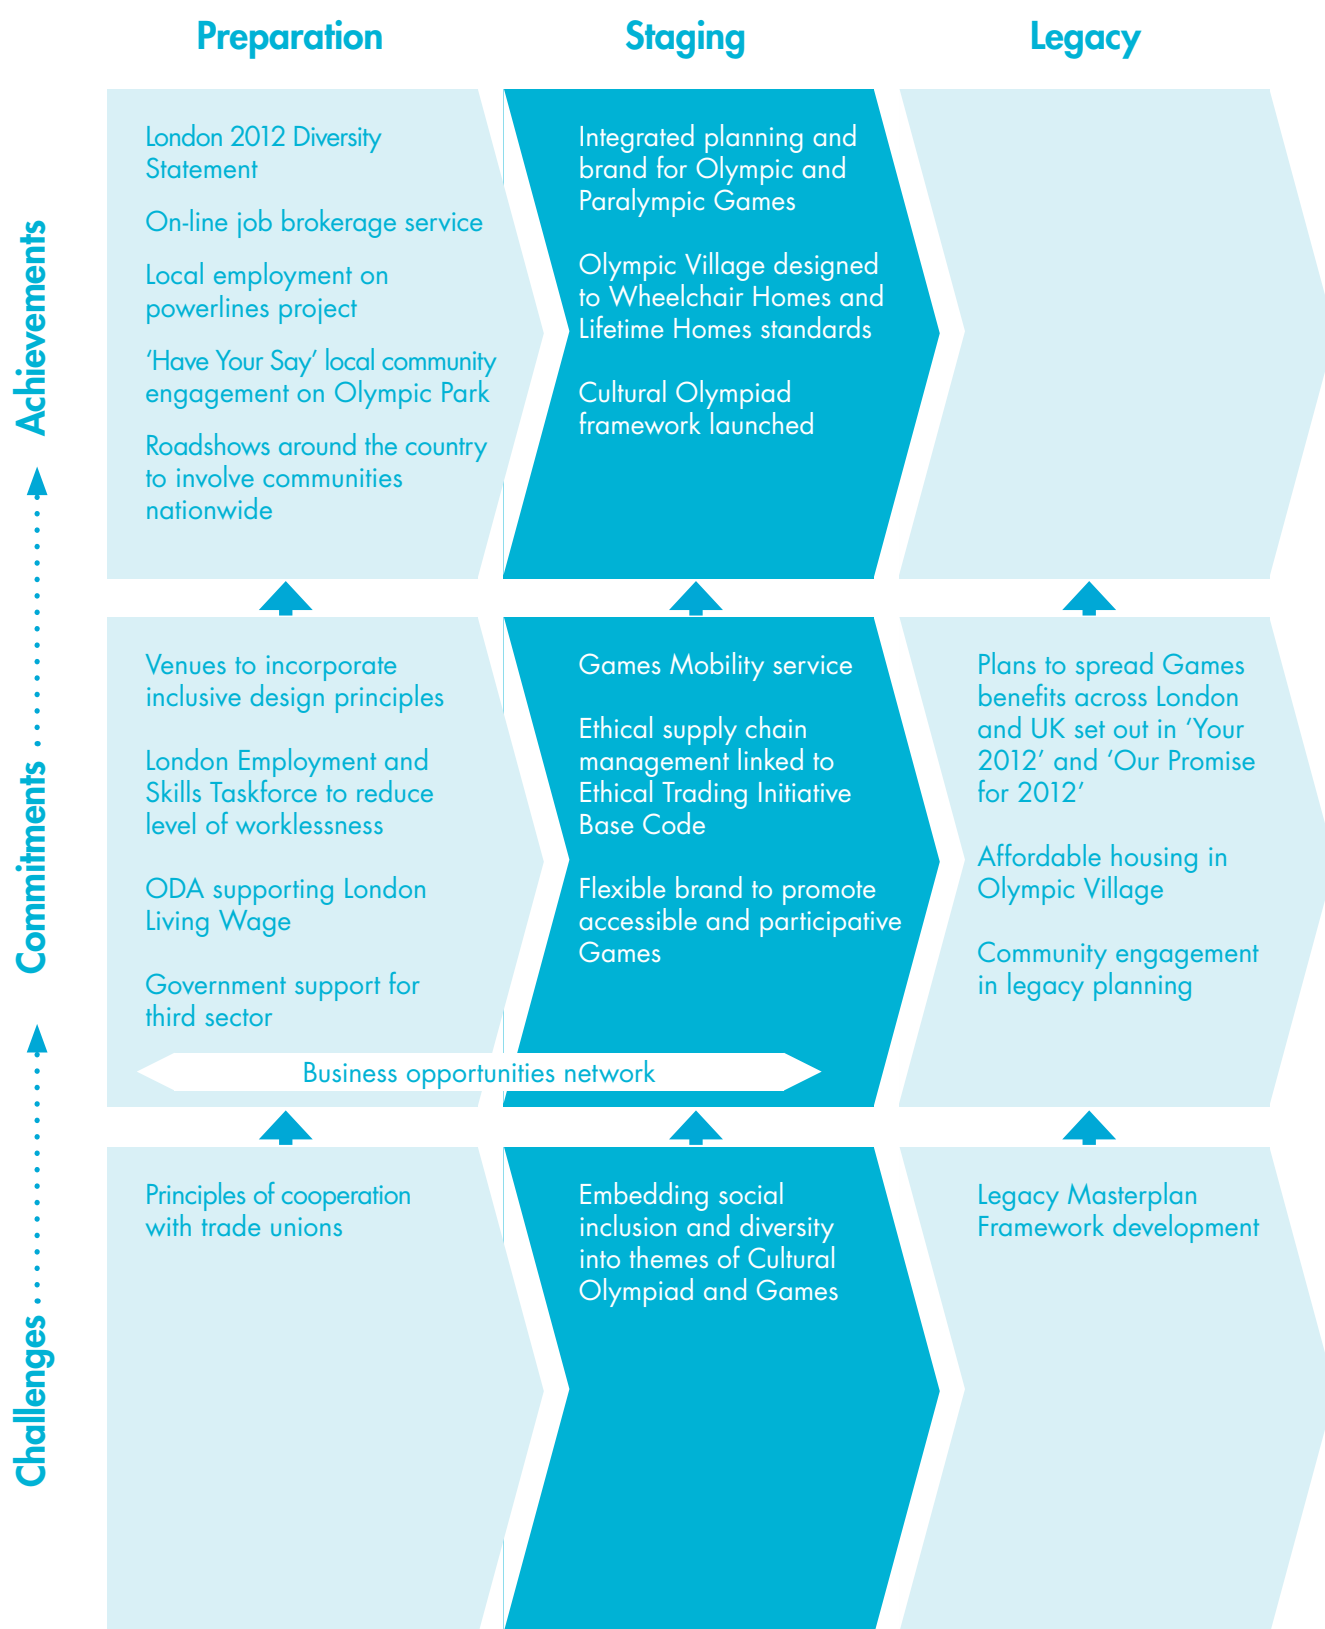 Preparation
Staging
Legacy
Achievements
London 2012 Diversity
Statement
On-line job brokerage service
Local employment on
powerlines project
‘Have Your Say’ local community
engagement on Olympic Park
Roadshows around the country
to involve communities
nationwide
Integrated planning and
brand for Olympic and
Paralympic Games
Olympic Village designed
to Wheelchair Homes and
Lifetime Homes standards
Cultural Olympiad
framework launched
Commitments
Venues to incorporate
inclusive design principles
London Employment and
Skills Taskforce to reduce
level of worklessness
ODA supporting London
Living Wage
Government support for
third sector
Games Mobility service
Ethical supply chain
management linked to
Ethical Trading Initiative
Base Code
Flexible brand to promote
accessible and participative
Games
Business opportunities network
Plans to spread Games
benefits across London
and UK set out in ‘Your
2012’ and ‘Our Promise
for 2012’
Affordable housing in
Olympic Village
Community engagement
in legacy planning
Challenges
Principles of cooperation
with trade unions
Embedding social
inclusion and diversity
into themes of Cultural
Olympiad and Games
Legacy Masterplan
Framework development